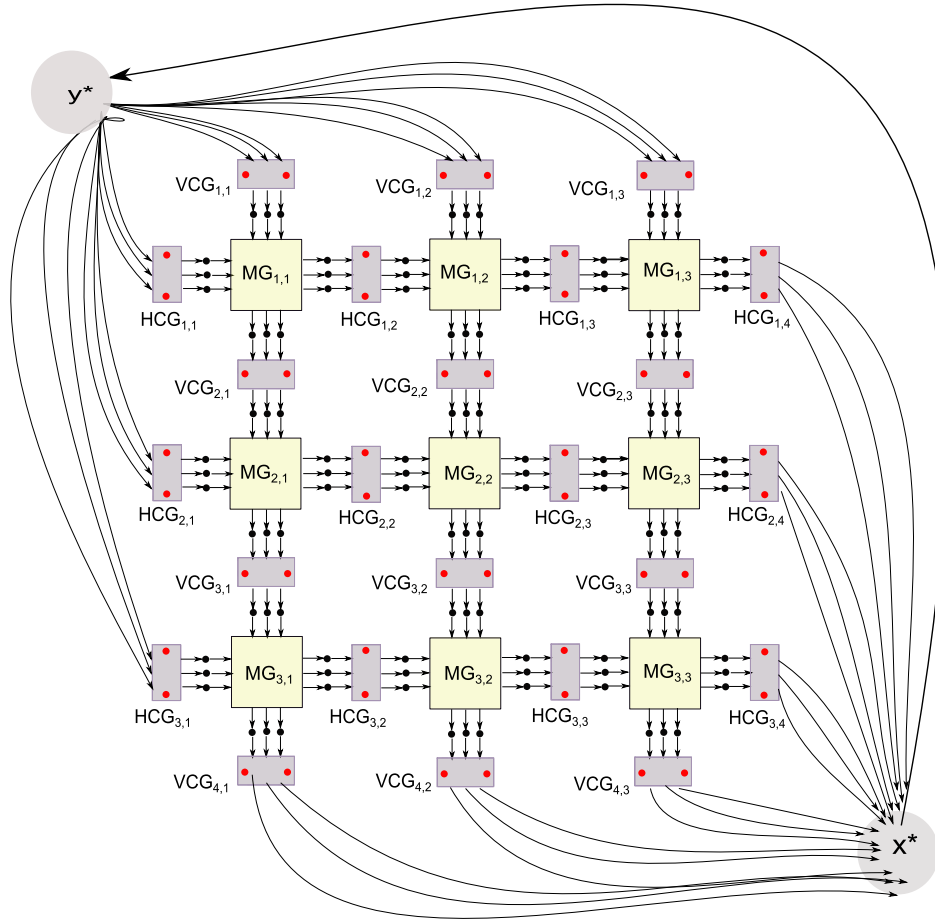 y*
VCG1,1
VCG1,2
VCG1,3
MG1,1
MG1,2
MG1,3
HCG1,1
HCG1,2
HCG1,3
HCG1,4
VCG2,1
VCG2,2
VCG2,3
MG2,1
MG2,2
MG2,3
HCG2,1
HCG2,2
HCG2,3
HCG2,4
VCG3,1
VCG3,2
VCG3,3
MG3,1
MG3,2
MG3,3
HCG3,1
HCG3,2
HCG3,3
HCG3,4
VCG4,1
VCG4,2
VCG4,3
x*